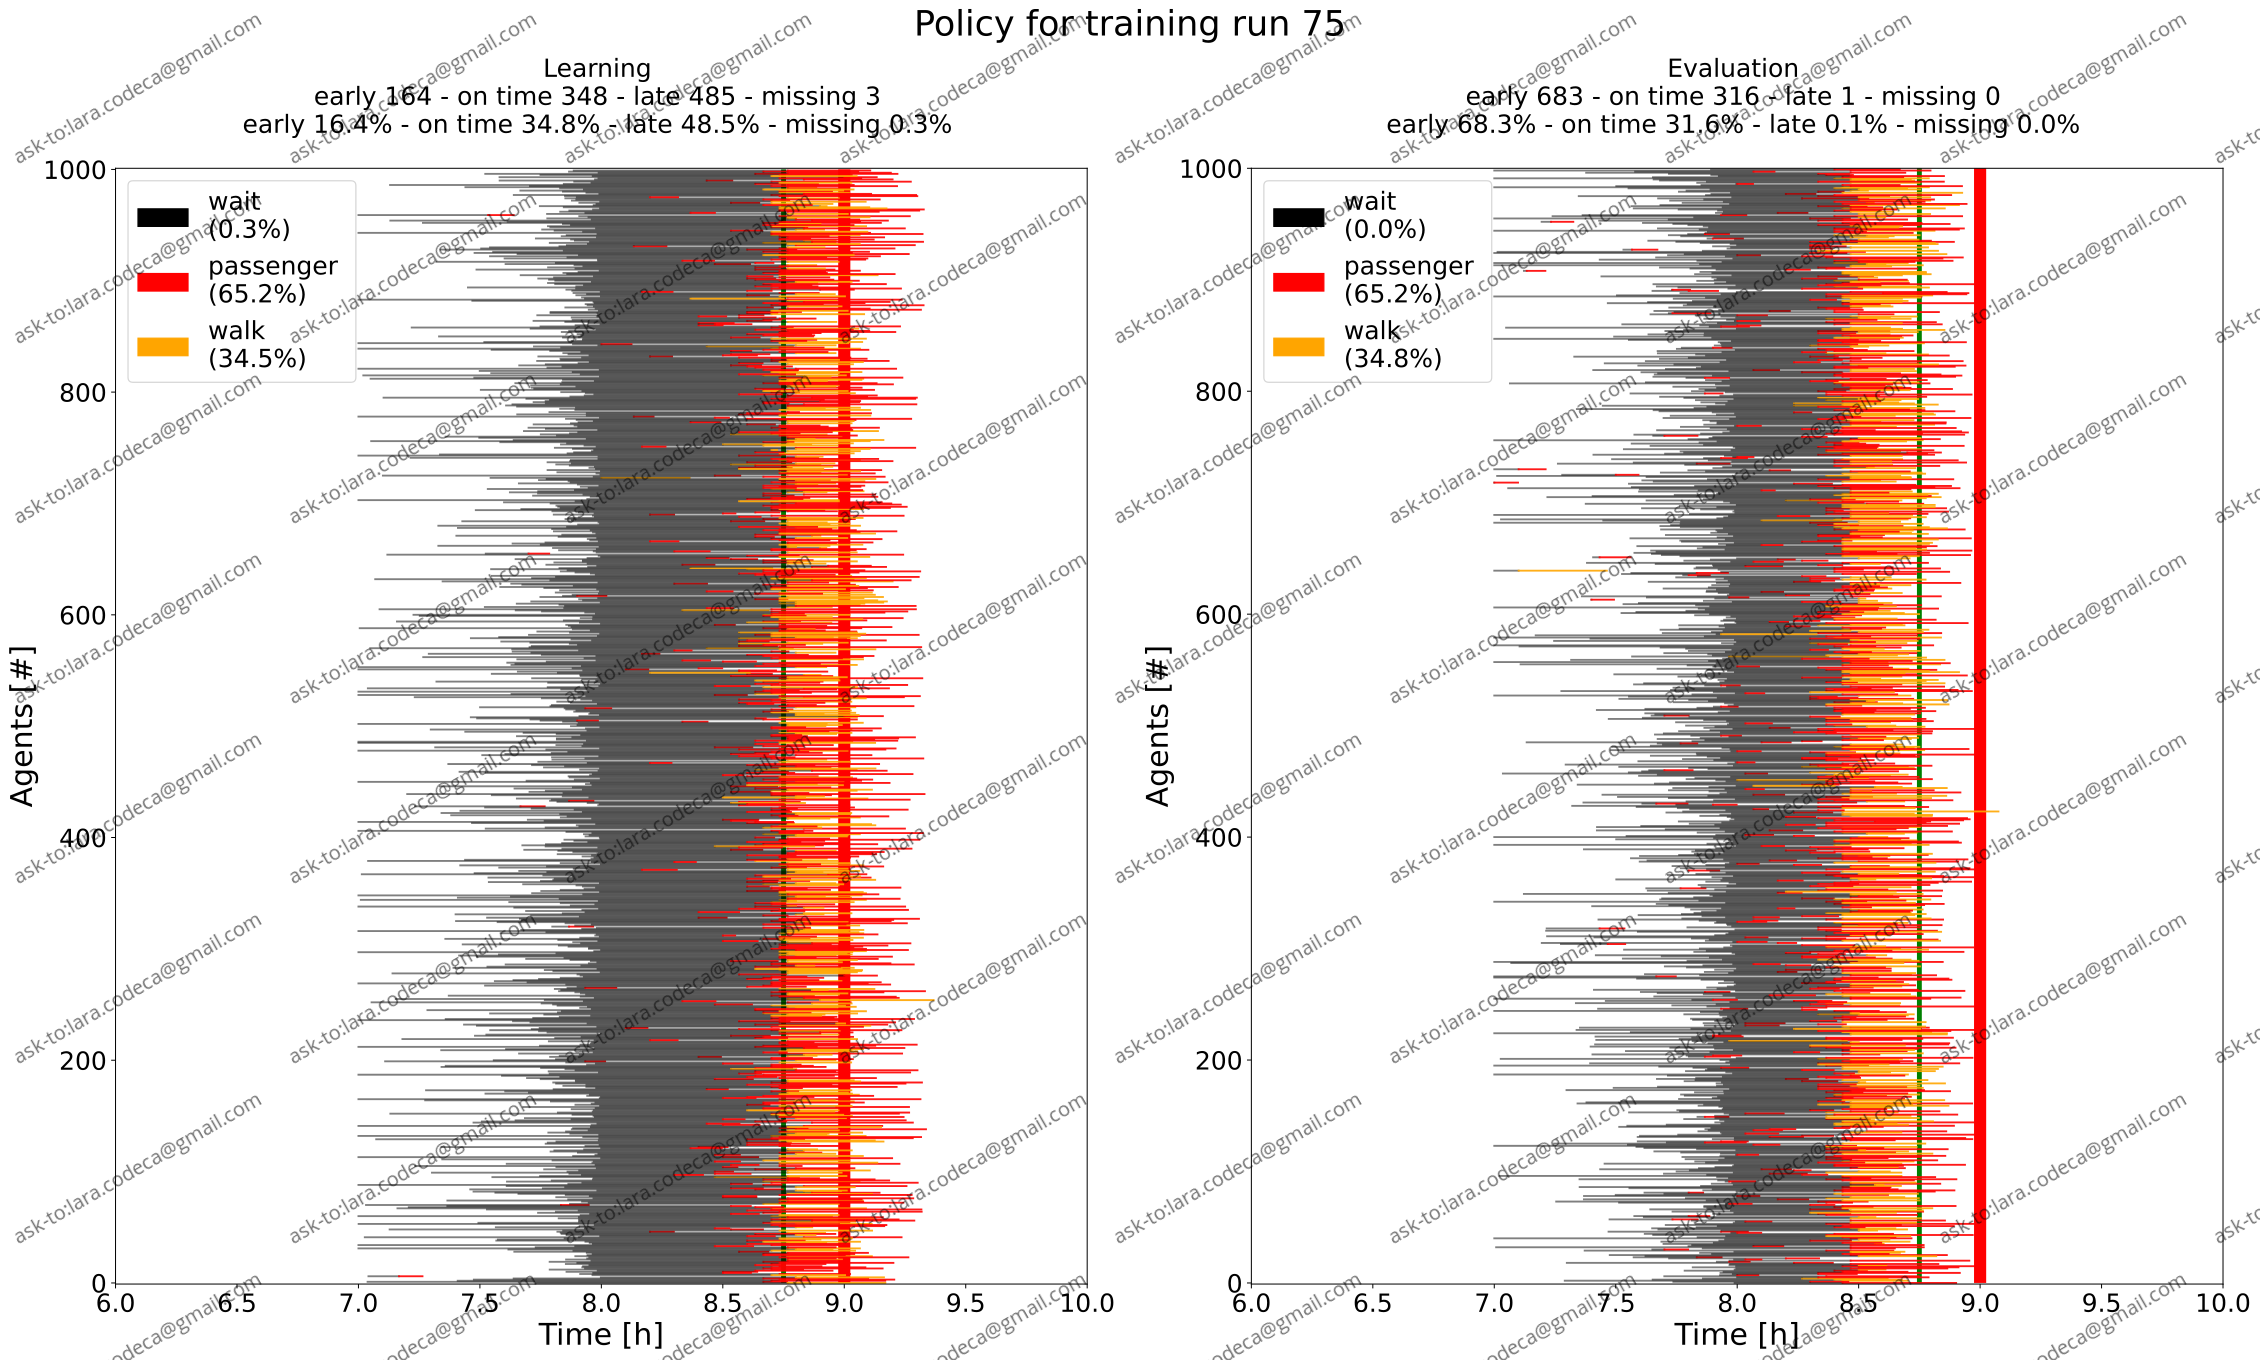 Policy for training run 75
Learning
early 164 - on time 348 - late 485 - missing 3
early 16.4% - on time 34.8% - late 48.5% - missing 0.3%
1000
800
600
400
200
0
Agents [#]
wait
(0.3%)
passenger
(65.2%)
walk
(34.5%)
6.0 6.5 7.0 7.5 8.0 8.5 9.0 9.5 10.0
Time [h]
Evaluation
early 683 - on time 316 - late 1 - missing 0
early 68.3% - on time 31.6% - late 0.1% - missing 0.0%
1000
800
600
400
200
0
Agents [#]
wait
(0.0%)
passenger
(65.2%)
walk
(34.8%)
6.0 6.5 7.0 7.5 8.0 8.5 9.0 9.5 10.0
Time [h]
ask-to:lara.codeca@gmail.com